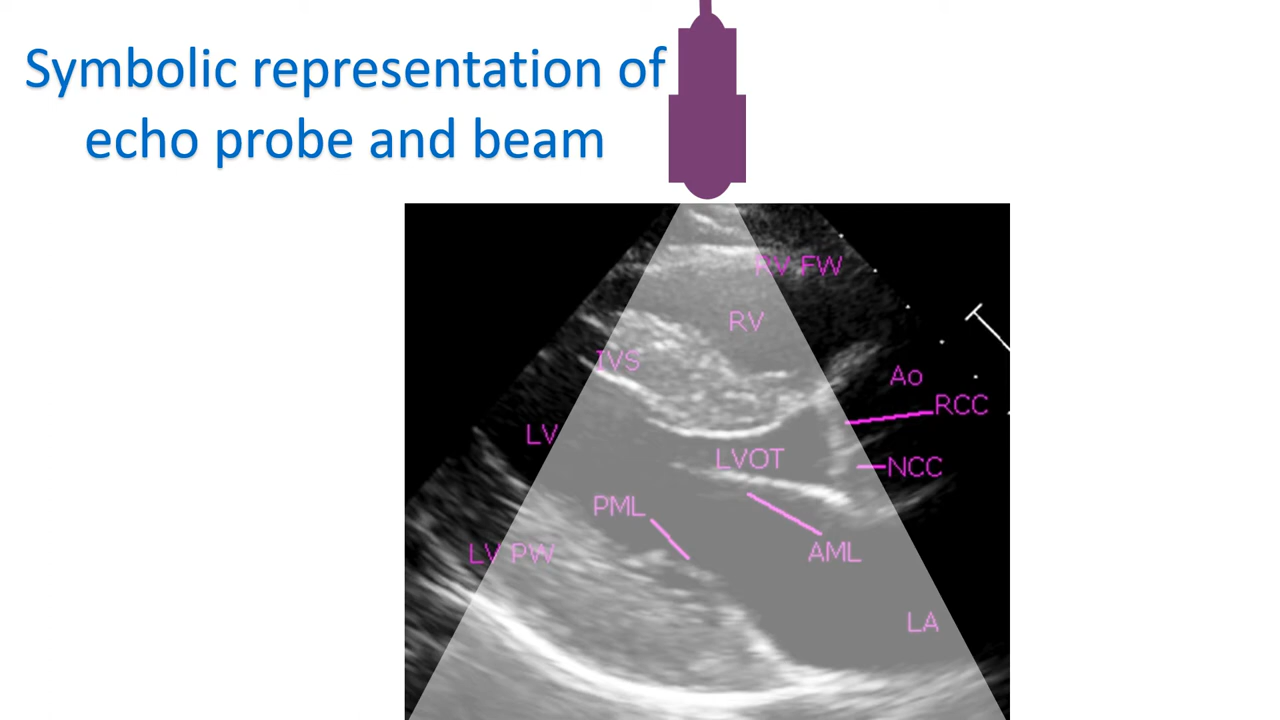 Symbolic representation of
echo probe and beam
RV FW
RV
IVS
Ao
RCC
LV
LVOT
NCC
PML
LV PW
AML
LA